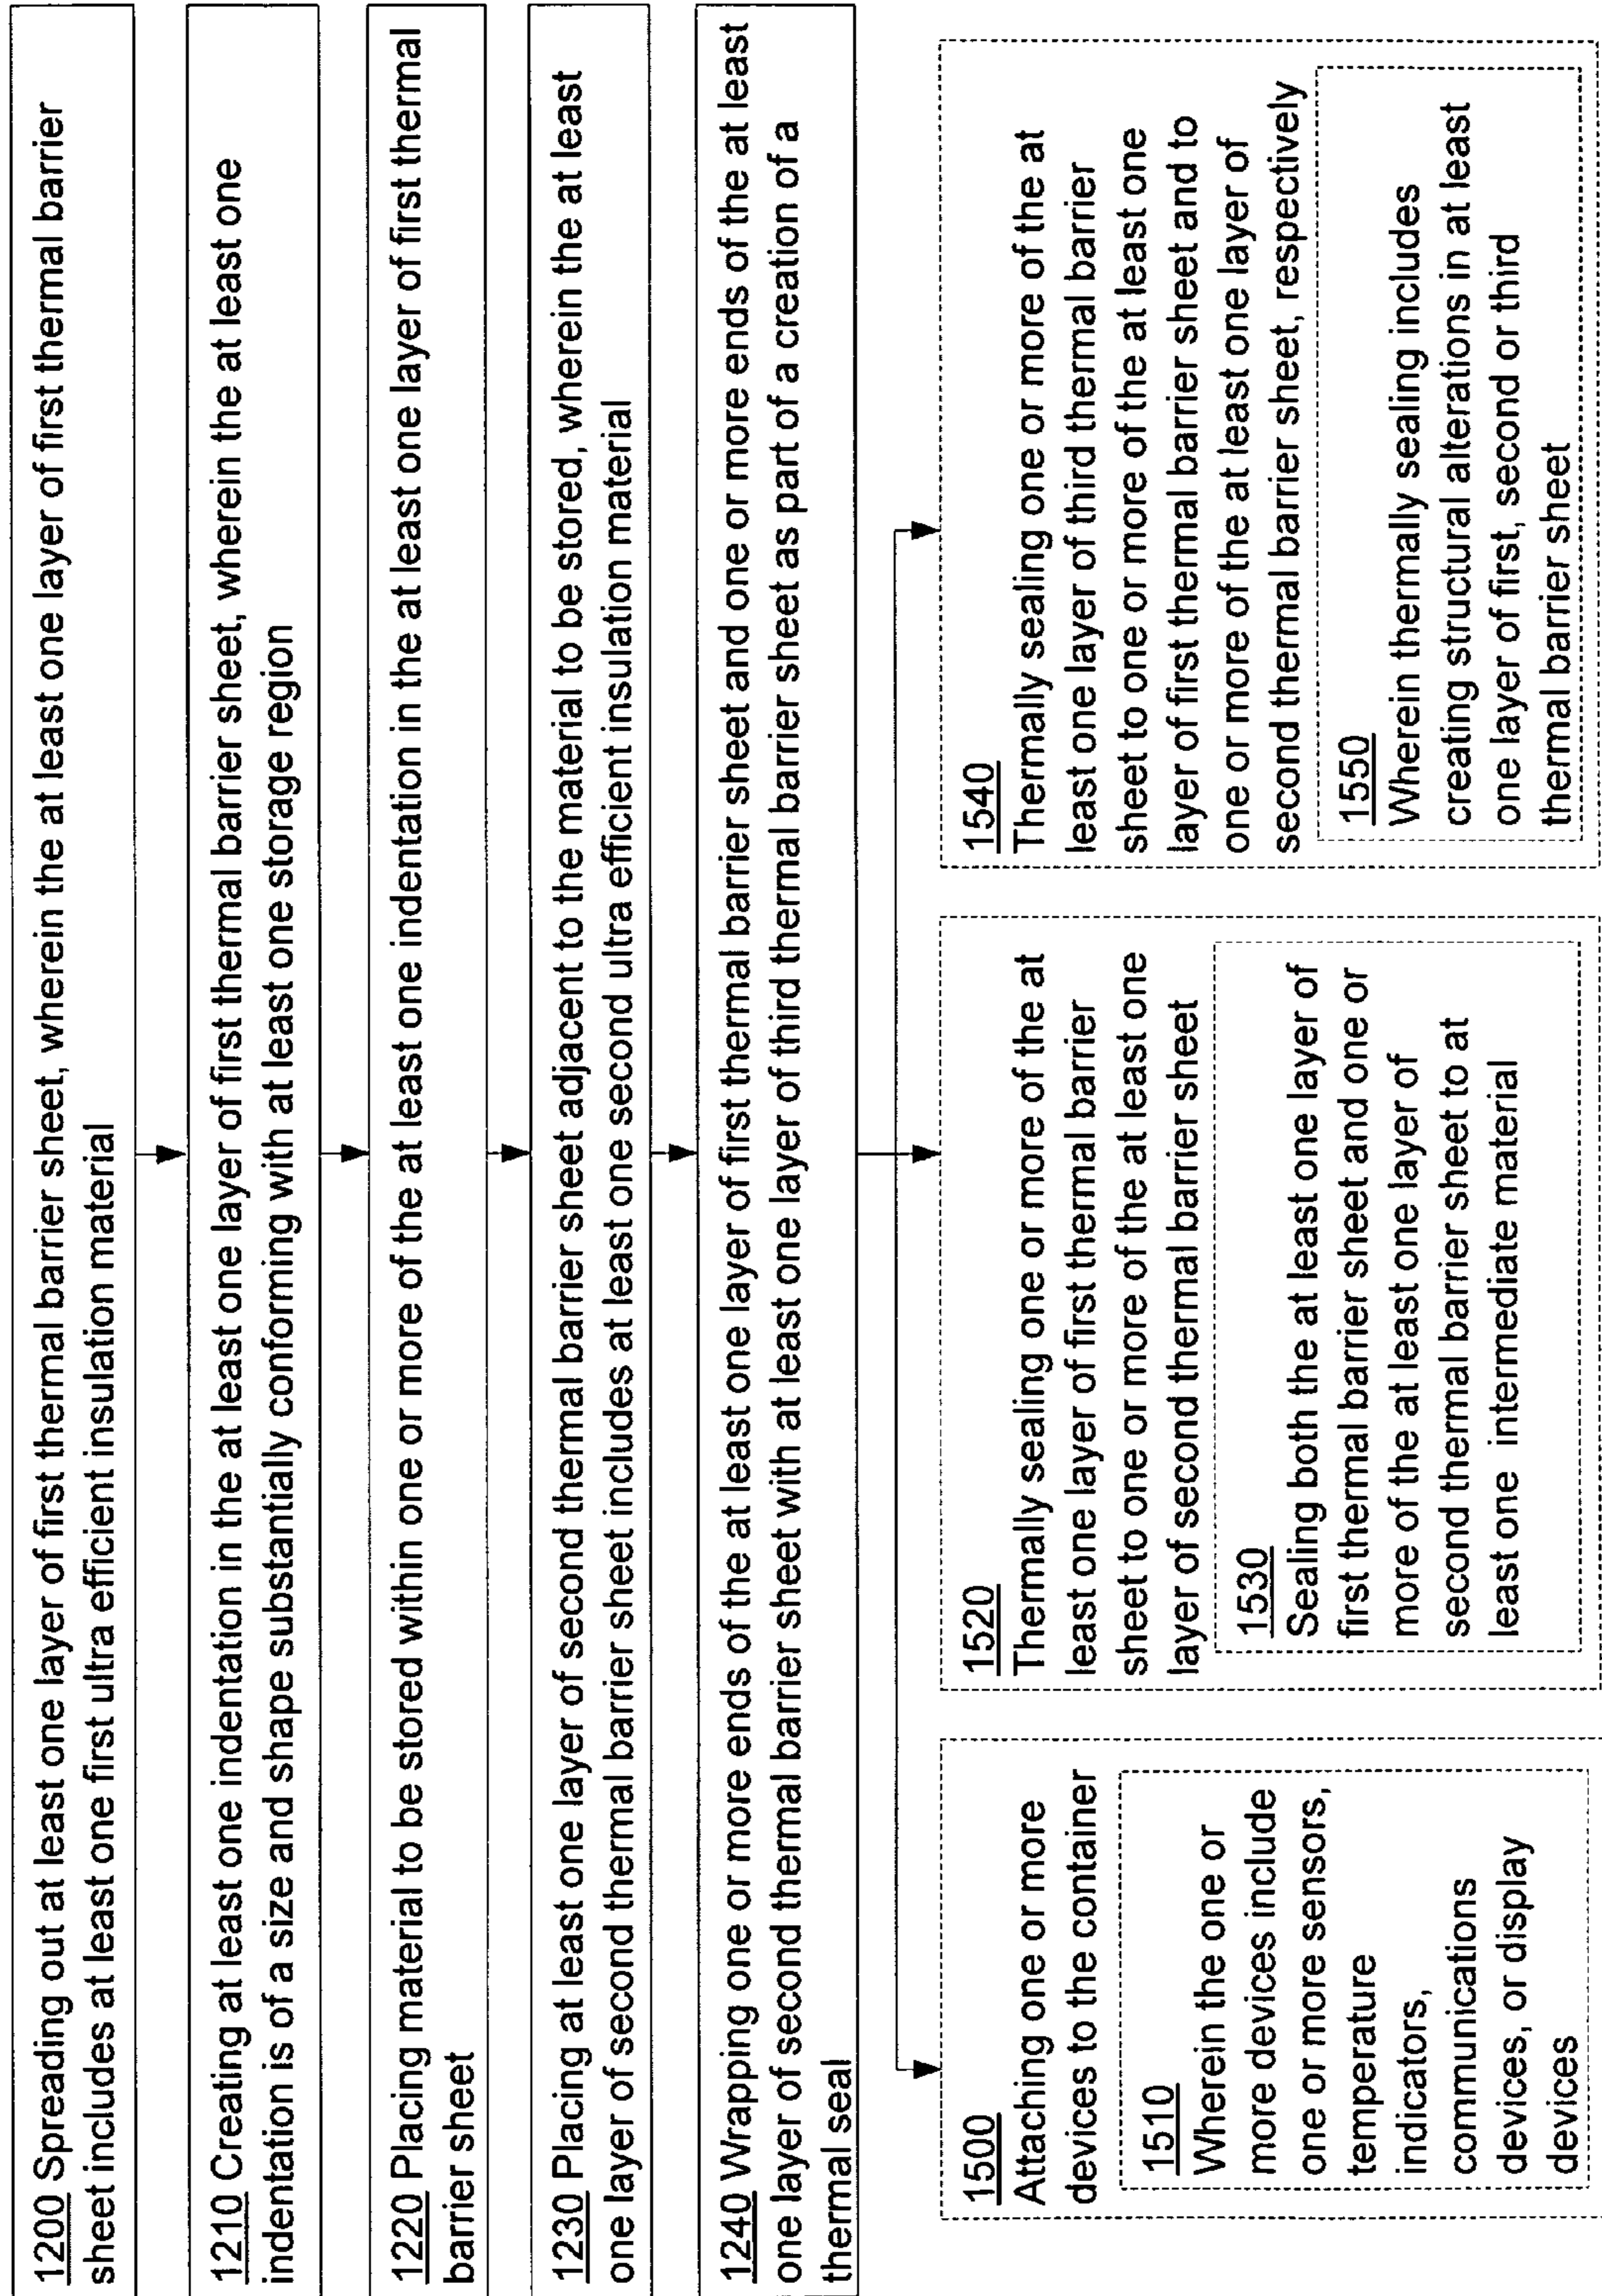 1200 Spreading out at least one layer of first thermal barrier sheet, wherein the at least one layer of first thermal barrier
sheet includes at least one first ultra efficient insulation material
1210 Creating at least one indentation in the at least one layer of first thermal barrier sheet, wherein the at least one
indentation is of a size and shape substantially conforming with at least one storage region
1220 Placing material to be stored within one or more of the at least one indentation in the at least one layer of first thermal
barrier sheet
1230 Placing at least one layer of second thermal barrier sheet adjacent to the material to be stored, wherein the at least
one layer of second thermal barrier sheet includes at least one second ultra efficient insulation material
1240 Wrapping one or more ends of the at least one layer of first thermal barrier sheet and one or more ends of the at least
one layer of second thermal barrier sheet with at least one layer of third thermal barrier sheet as part of a creation of a
thermal seal
1500
Attaching one or more
devices to the container
1510
Wherein the one or
more devices include
one or more sensors,
temperature
indicators,
communications
devices, or display
devices
1520
Thermally sealing one or more of the at
least one layer of first thermal barrier
sheet to one or more of the at least one
layer of second thermal barrier sheet
1530
Sealing both the at least one layer of
first thermal barrier sheet and one or
more of the at least one layer of
second thermal barrier sheet to at
least one intermediate material
1540
Thermally sealing one or more of the at
least one layer of third thermal barrier
sheet to one or more of the at least one
layer of first thermal barrier sheet and to
one or more of the at least one layer of
second thermal barrier sheet, respectively
1550
Wherein thermally sealing includes
creating structural alterations in at least
one layer of first, second or third
thermal barrier sheet